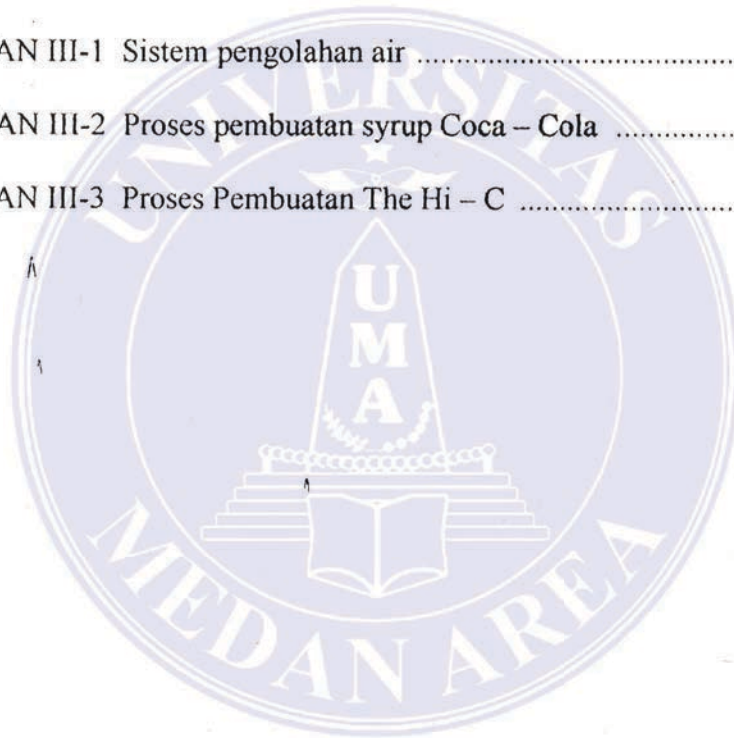 AN III-1 Sistem pengolahan air ........................................
AN III-2 Proses pembuatan syrup Coca – Cola ................
AN III-3 Proses Pembuatan The Hi – C ............................
UNIVERSITAS
UMA
MEDAN AREA